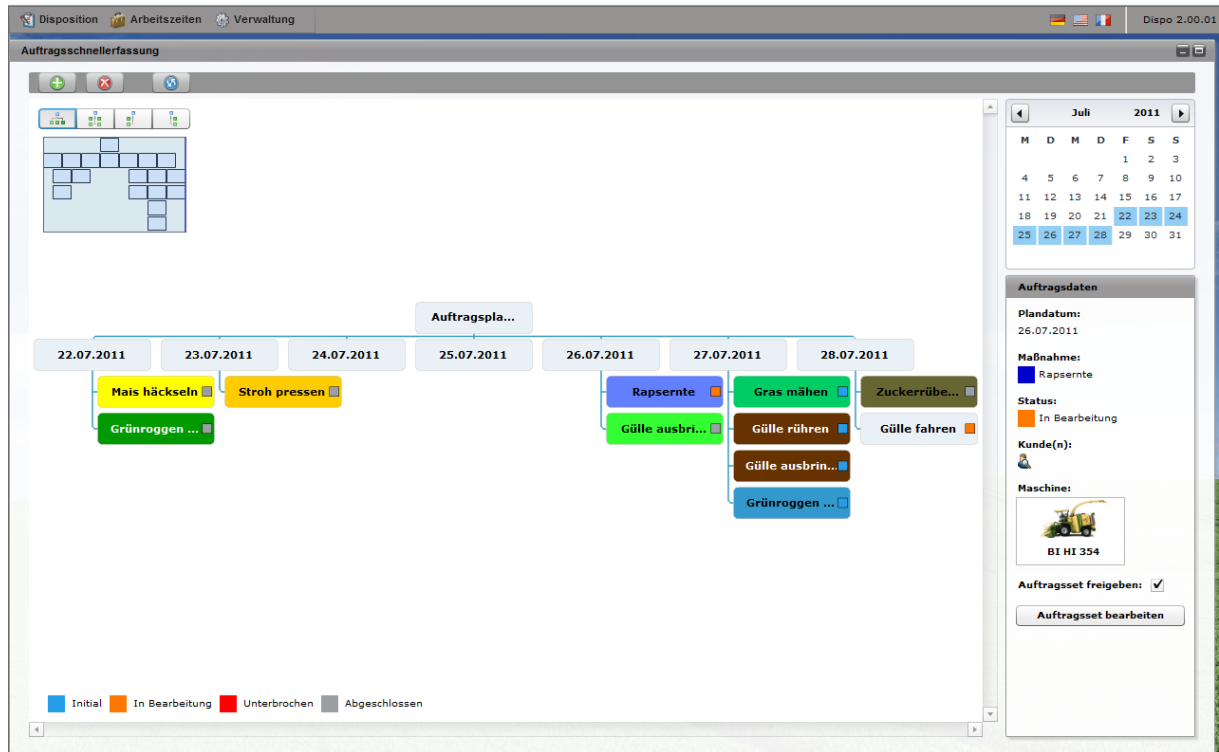 Disposition Arbeitszeiten Verwaltung Dispo 2.00.01
Auftragsschnellerfassung
Juli 2011
M D M D F S S
1 2 3
4 5 6 7 8 9 10
11 12 13 14 15 16 17
18 19 20 21 22 23 24
25 26 27 28 29 30 31
Auftragspla...
22.07.2011 23.07.2011 24.07.2011 25.07.2011 26.07.2011 27.07.2011 28.07.2011
Mais häckseln Stroh pressen Rapsernte Gras mähen Zuckerrübe...
Grünroggen ... Gülle ausbri... Gülle rühren Gülle fahren
Gülle ausbrin...
Grünroggen ...
Initial In Bearbeitung Unterbrochen Abgeschlossen
Auftragsdaten
Plandatum:
26.07.2011
Maßnahme:
Rapsernte
Status:
In Bearbeitung
Kunde(n):
Maschine:
BI HI 354
Auftragsset freigeben:
Auftragsset bearbeiten